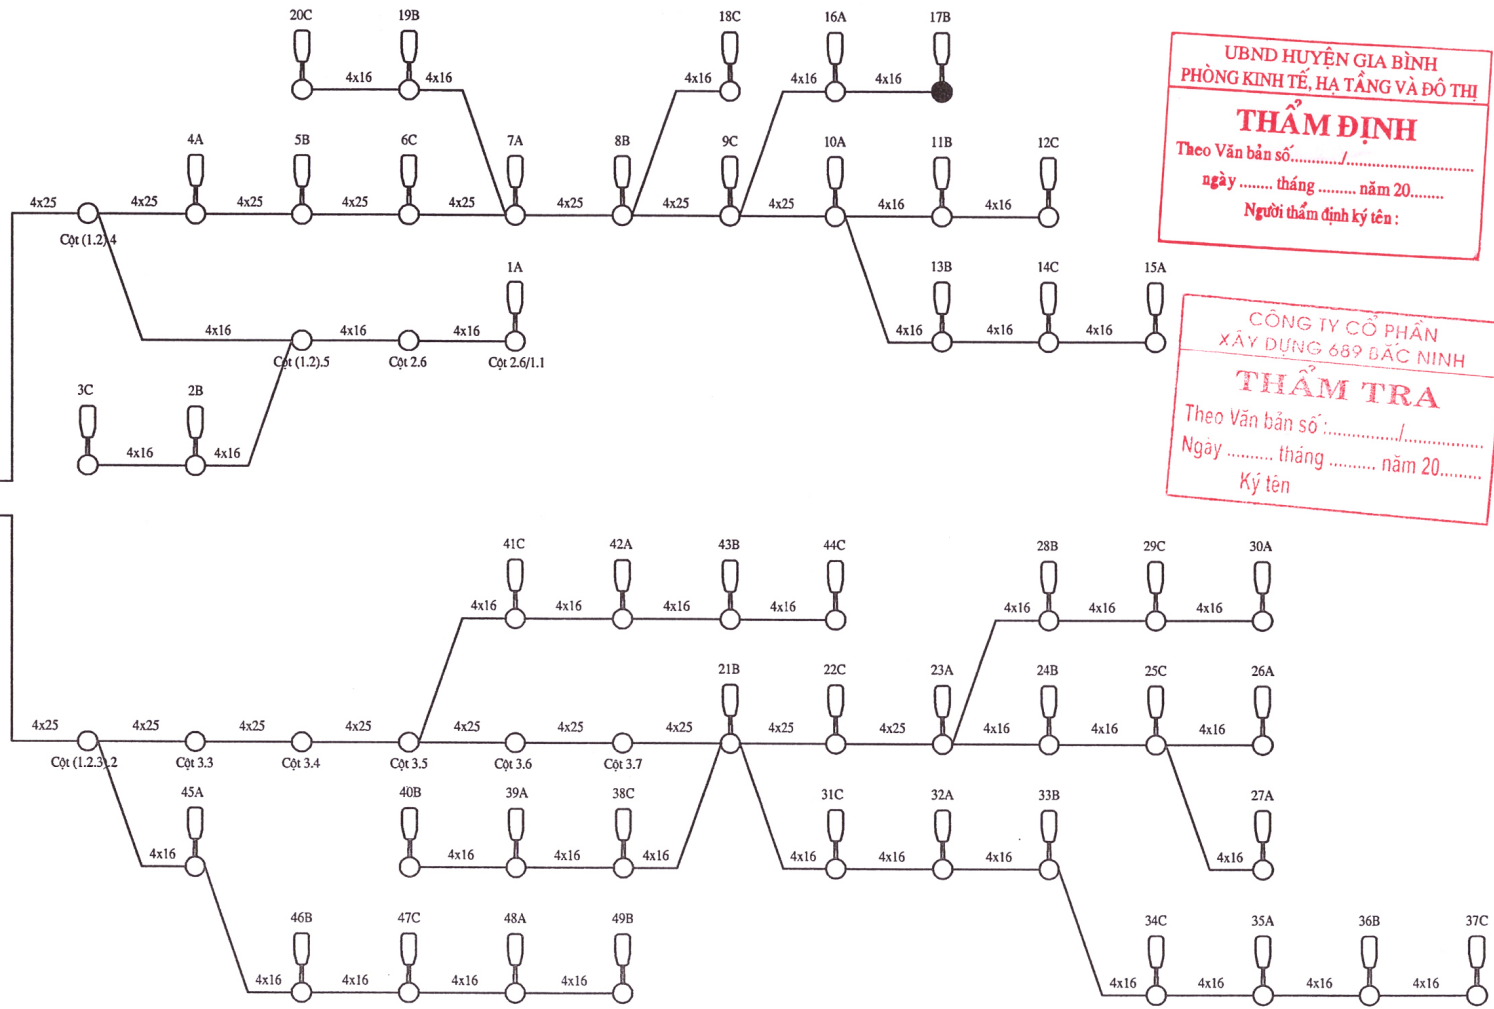 20C 19B 18C 16A 17B
4x16 4x16 4x16 4x16
4A 5B 6C 7A 8B 9C 10A 11B 12C
4x25 4x25 4x25 4x25 4x25 4x25 4x25 4x25 4x16 4x16
Cột (1.2).4
1A 13B 14C 15A
4x16 4x16 4x16 4x16 4x16 4x16
Cột (1.2).5 Cột 2.6 Cột 2.6/1.1
3C 2B
4x16 4x16
UBND HUYỆN GIA BÌNH
PHÒNG KINH TẾ, HẠ TẦNG VÀ ĐÔ THỊ
THẨM ĐỊNH
Theo Văn bản số............/............................
ngày ........ tháng ......... năm 20........
Người thẩm định ký tên :
CÔNG TY CỔ PHẦN
XÂY DỰNG 689 BẮC NINH
THẨM TRA
Theo Văn bản số :............../...............
Ngày .......... tháng .......... năm 20.........
Ký tên
41C 42A 43B 44C 28B 29C 30A
4x16 4x16 4x16 4x16 4x16 4x16 4x16
21B 22C 23A 24B 25C 26A
4x25 4x25 4x25 4x25 4x25 4x25 4x25 4x25 4x25 4x16 4x16 4x16
Cột (1.2.3).2 Cột 3.3 Cột 3.4 Cột 3.5 Cột 3.6 Cột 3.7
45A 40B 39A 38C 31C 32A 33B 27A
4x16 4x16 4x16 4x16 4x16 4x16 4x16 4x16
46B 47C 48A 49B 34C 35A 36B 37C
4x16 4x16 4x16 4x16 4x16 4x16 4x16 4x16